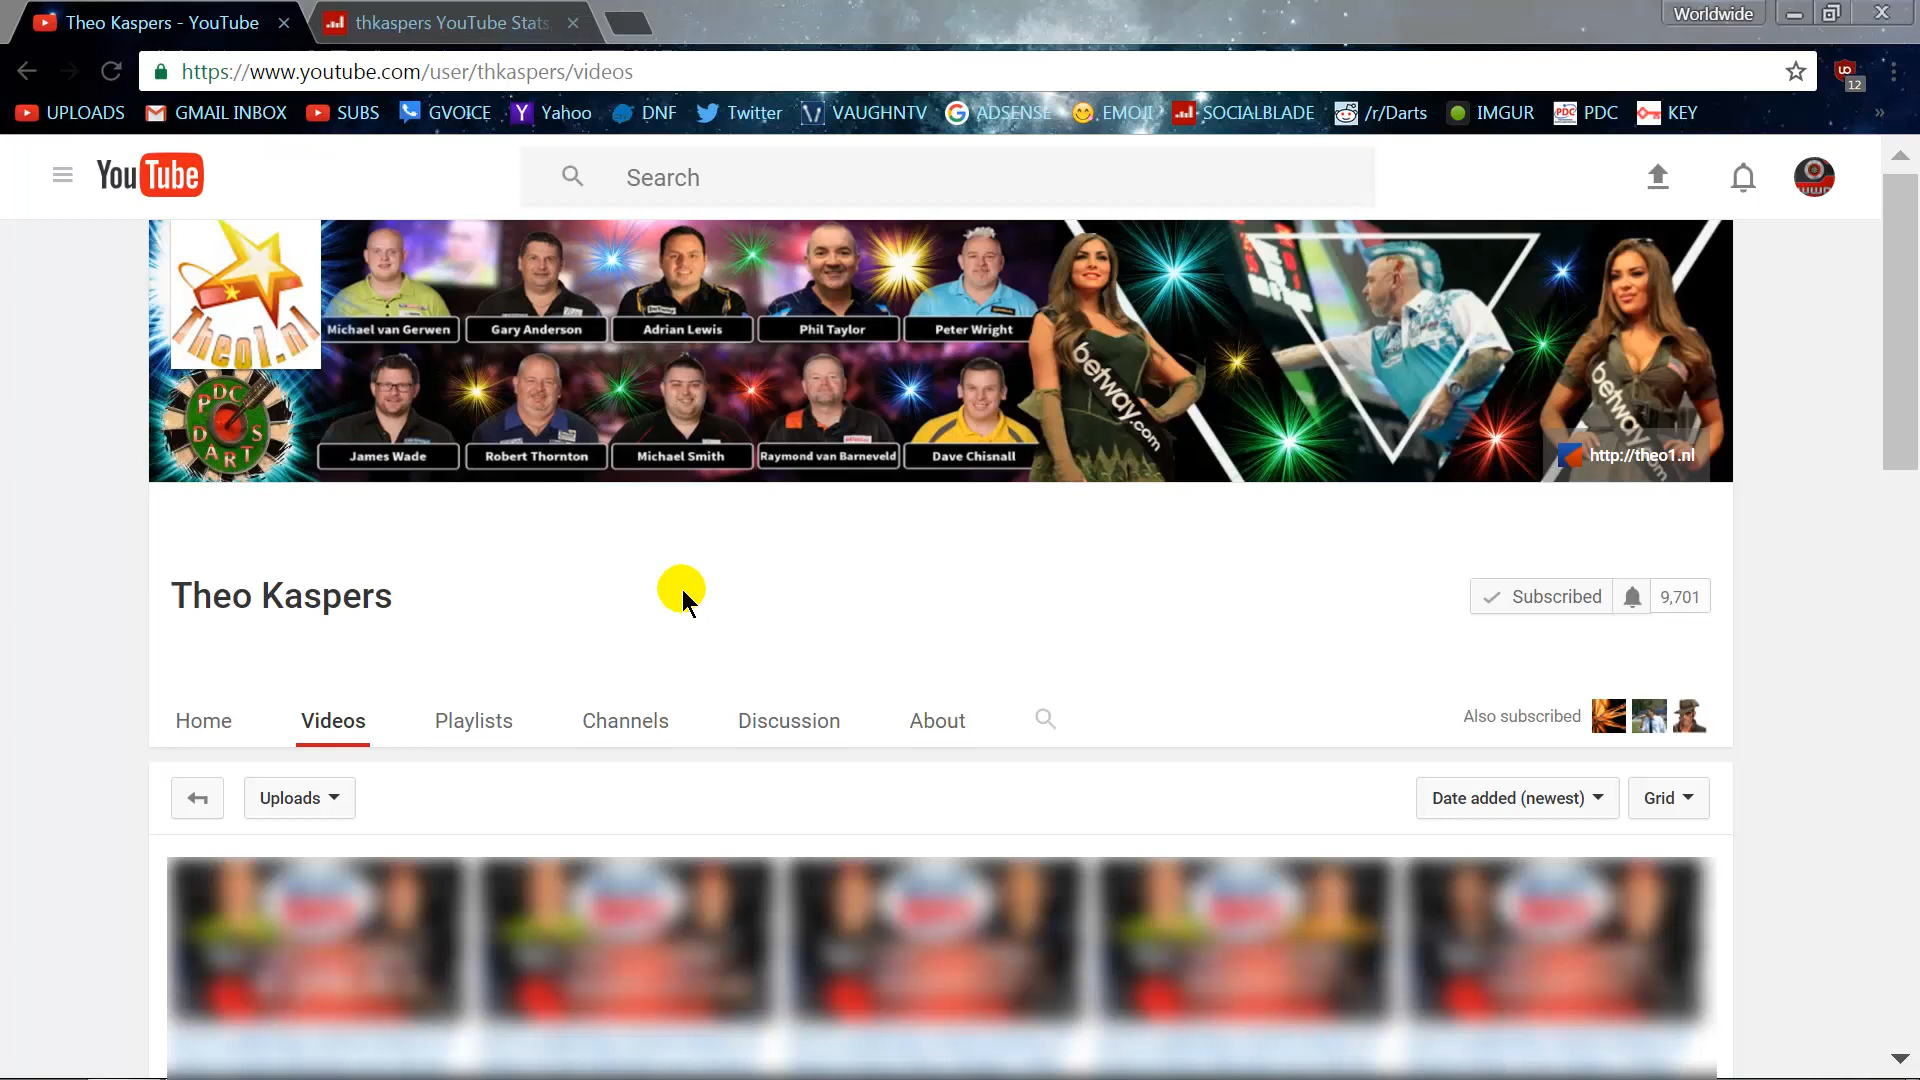 Theo Kaspers - YouTube
thkaspers YouTube Stats
Worldwide
https://www.youtube.com/user/thkaspers/videos
12
UPLOADS GMAIL INBOX SUBS GVOICE Yahoo DNF Twitter VAUGHNTV ADSENSE EMOJI SOCIALBLADE /r/Darts IMGUR PDC KEY
YouTube
Search
Theo1.nl
Michael van Gerwen Gary Anderson Adrian Lewis Phil Taylor Peter Wright
PDC
DARTS
James Wade Robert Thornton Michael Smith Raymond van Barneveld Dave Chisnall
betway.com
betway.com
http://theo1.nl
Theo Kaspers
Subscribed 9,701
Home Videos Playlists Channels Discussion About
Also subscribed
Uploads
Date added (newest) Grid